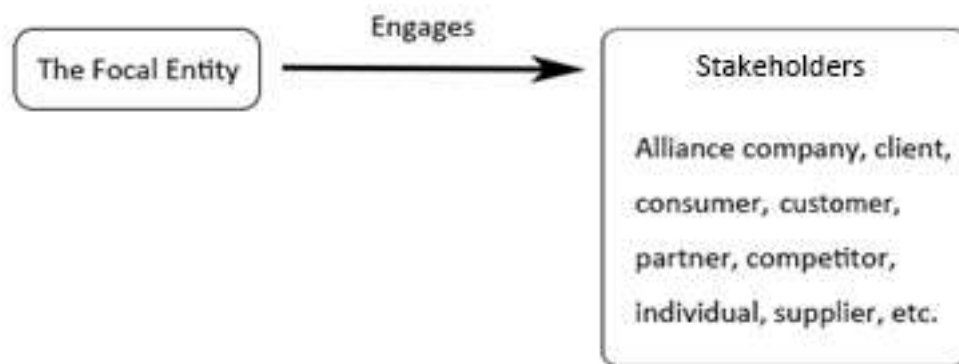 Engages
The Focal Entity
Stakeholders
Alliance company, client,
consumer, customer,
partner, competitor,
individual, supplier, etc.